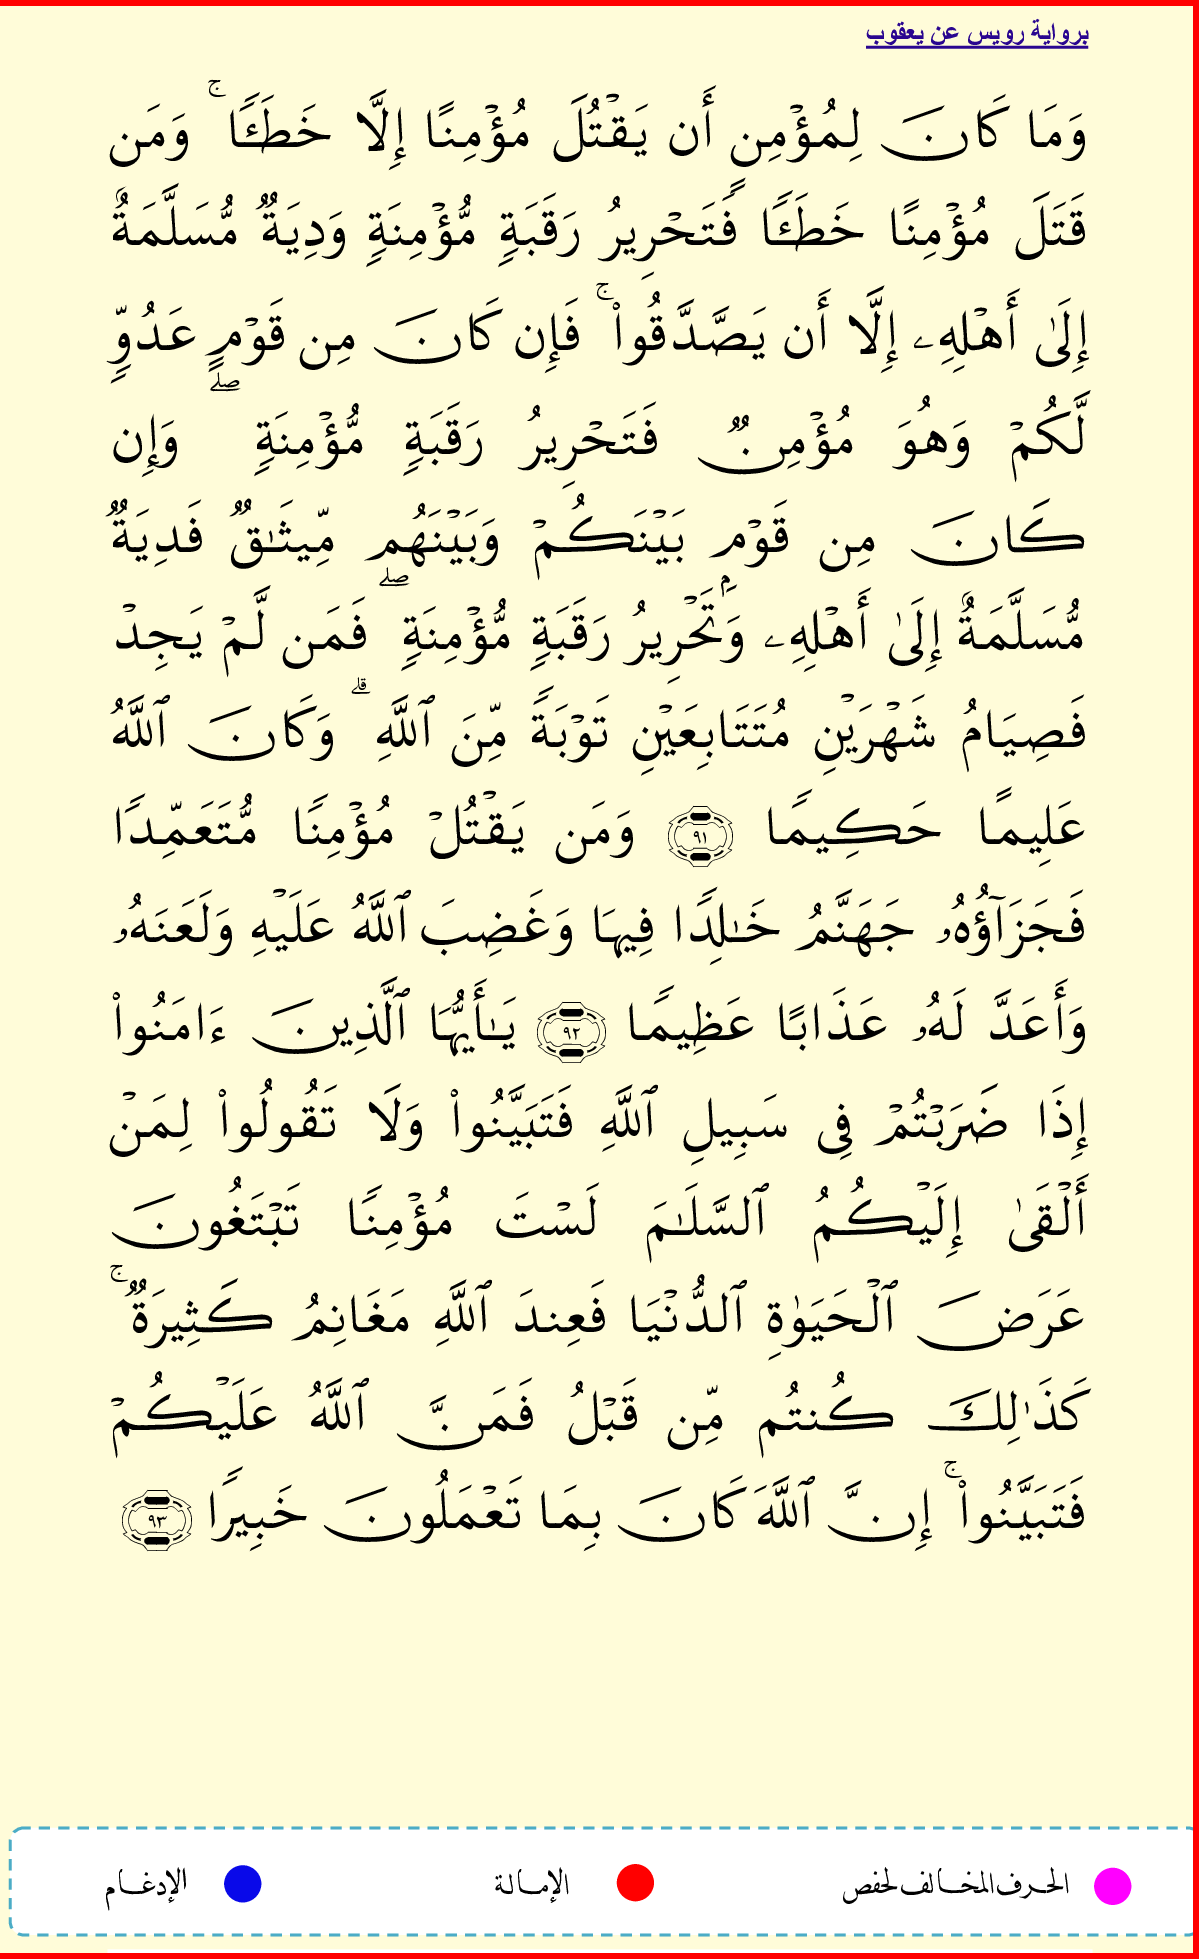 برواية رويس عن يعقوب
وَمَا كَانَ لِمُؤْمِنٍ أَن يَقْتُلَ مُؤْمِنًا إِلَّا خَطَـًٔا ۚ وَمَن
قَتَلَ مُؤْمِنًا خَطَـًٔا فَتَحْرِيرُ رَقَبَةٍ مُّؤْمِنَةٍ وَدِيَةٌ مُّسَلَّمَةٌ
إِلَىٰ أَهْلِهِۦ إِلَّا أَن يَصَّدَّقُوا۟ ۚ فَإِن كَانَ مِن قَوْمٍ عَدُوٍّ
لَّكُمْ وَهُوَ مُؤْمِنٌ فَتَحْرِيرُ رَقَبَةٍ مُّؤْمِنَةٍ ۖ وَإِن
كَانَ مِن قَوْمٍۭ بَيْنَكُمْ وَبَيْنَهُم مِّيثَـٰقٌ فَدِيَةٌ
مُّسَلَّمَةٌ إِلَىٰ أَهْلِهِۦ وَتَحْرِيرُ رَقَبَةٍ مُّؤْمِنَةٍ ۖ فَمَن لَّمْ يَجِدْ
فَصِيَامُ شَهْرَيْنِ مُتَتَابِعَيْنِ تَوْبَةً مِّنَ ٱللَّهِ ۗ وَكَانَ ٱللَّهُ
عَلِيمًا حَكِيمًا ٩١ وَمَن يَقْتُلْ مُؤْمِنًا مُّتَعَمِّدًا
فَجَزَآؤُهُۥ جَهَنَّمُ خَـٰلِدًا فِيهَا وَغَضِبَ ٱللَّهُ عَلَيْهِ وَلَعَنَهُۥ
وَأَعَدَّ لَهُۥ عَذَابًا عَظِيمًا ٩٢ يَـٰٓأَيُّهَا ٱلَّذِينَ ءَامَنُوا۟
إِذَا ضَرَبْتُمْ فِى سَبِيلِ ٱللَّهِ فَتَبَيَّنُوا۟ وَلَا تَقُولُوا۟ لِمَنْ
أَلْقَىٰ إِلَيْكُمُ ٱلسَّلَـٰمَ لَسْتَ مُؤْمِنًا تَبْتَغُونَ
عَرَضَ ٱلْحَيَوٰةِ ٱلدُّنْيَا فَعِندَ ٱللَّهِ مَغَانِمُ كَثِيرَةٌ ۚ
كَذَٰلِكَ كُنتُم مِّن قَبْلُ فَمَنَّ ٱللَّهُ عَلَيْكُمْ
فَتَبَيَّنُوا۟ ۚ إِنَّ ٱللَّهَ كَانَ بِمَا تَعْمَلُونَ خَبِيرًا ٩٣
الحرف المخالف لحفص الإمالة الإدغام